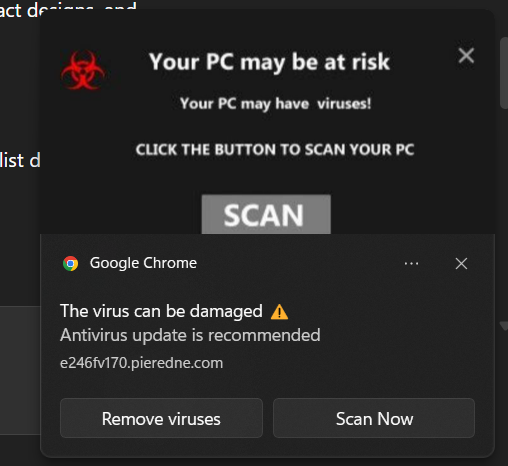 act designs, and
list d
Your PC may be at risk
Your PC may have viruses!
CLICK THE BUTTON TO SCAN YOUR PC
SCAN
Google Chrome
The virus can be damaged ⚠️
Antivirus update is recommended
e246fv170.pieredne.com
Remove viruses
Scan Now